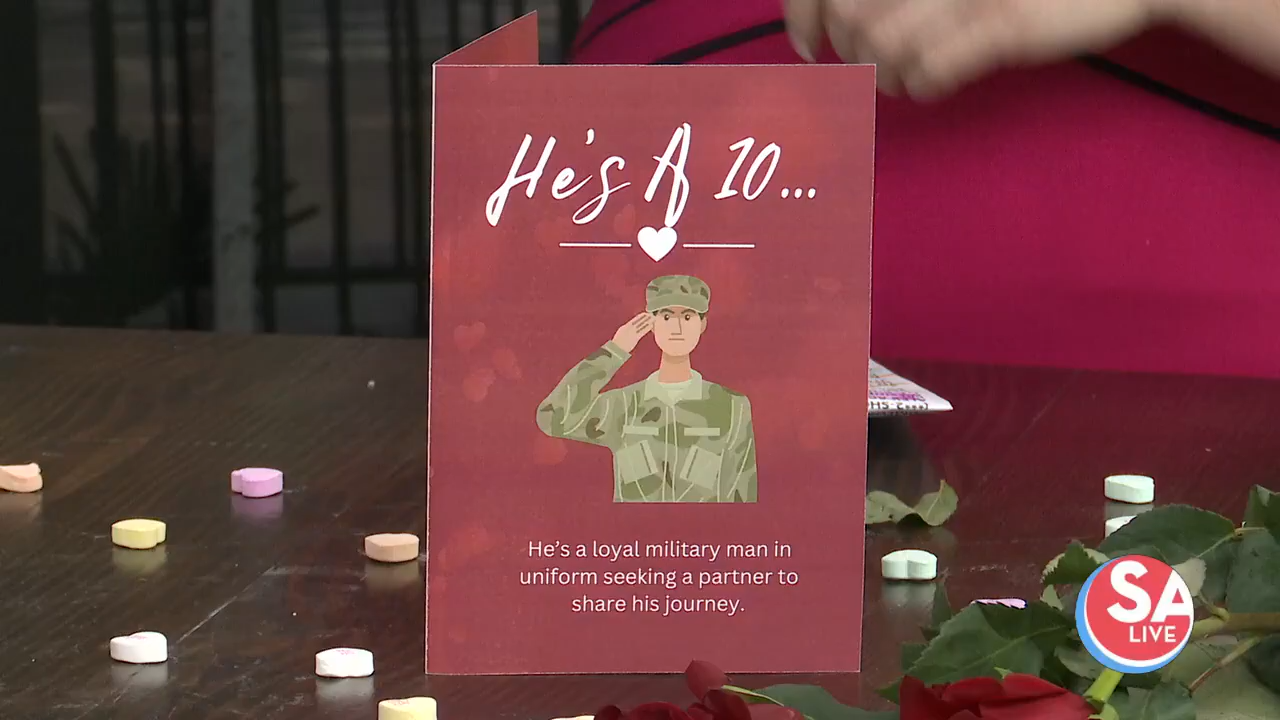 He's A 10...
He's a loyal military man in
uniform seeking a partner to
share his journey.
SA
LIVE